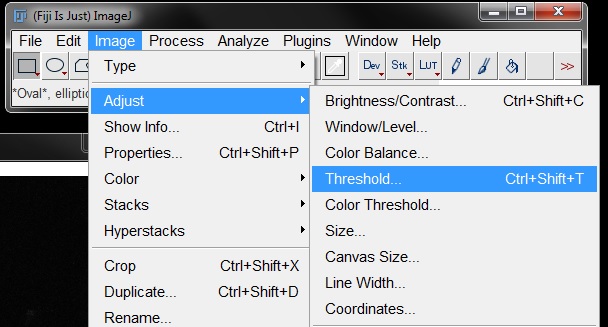 (Fiji Is Just) ImageJ
File Edit Image Process Analyze Plugins Window Help
Dev Stk LUT >>
*Oval*, elliptic
Type
Adjust
Show Info... Ctrl+I
Properties... Ctrl+Shift+P
Color
Stacks
Hyperstacks
Crop Ctrl+Shift+X
Duplicate... Ctrl+Shift+D
Rename...
Brightness/Contrast... Ctrl+Shift+C
Window/Level...
Color Balance...
Threshold... Ctrl+Shift+T
Color Threshold...
Size...
Canvas Size...
Line Width...
Coordinates...